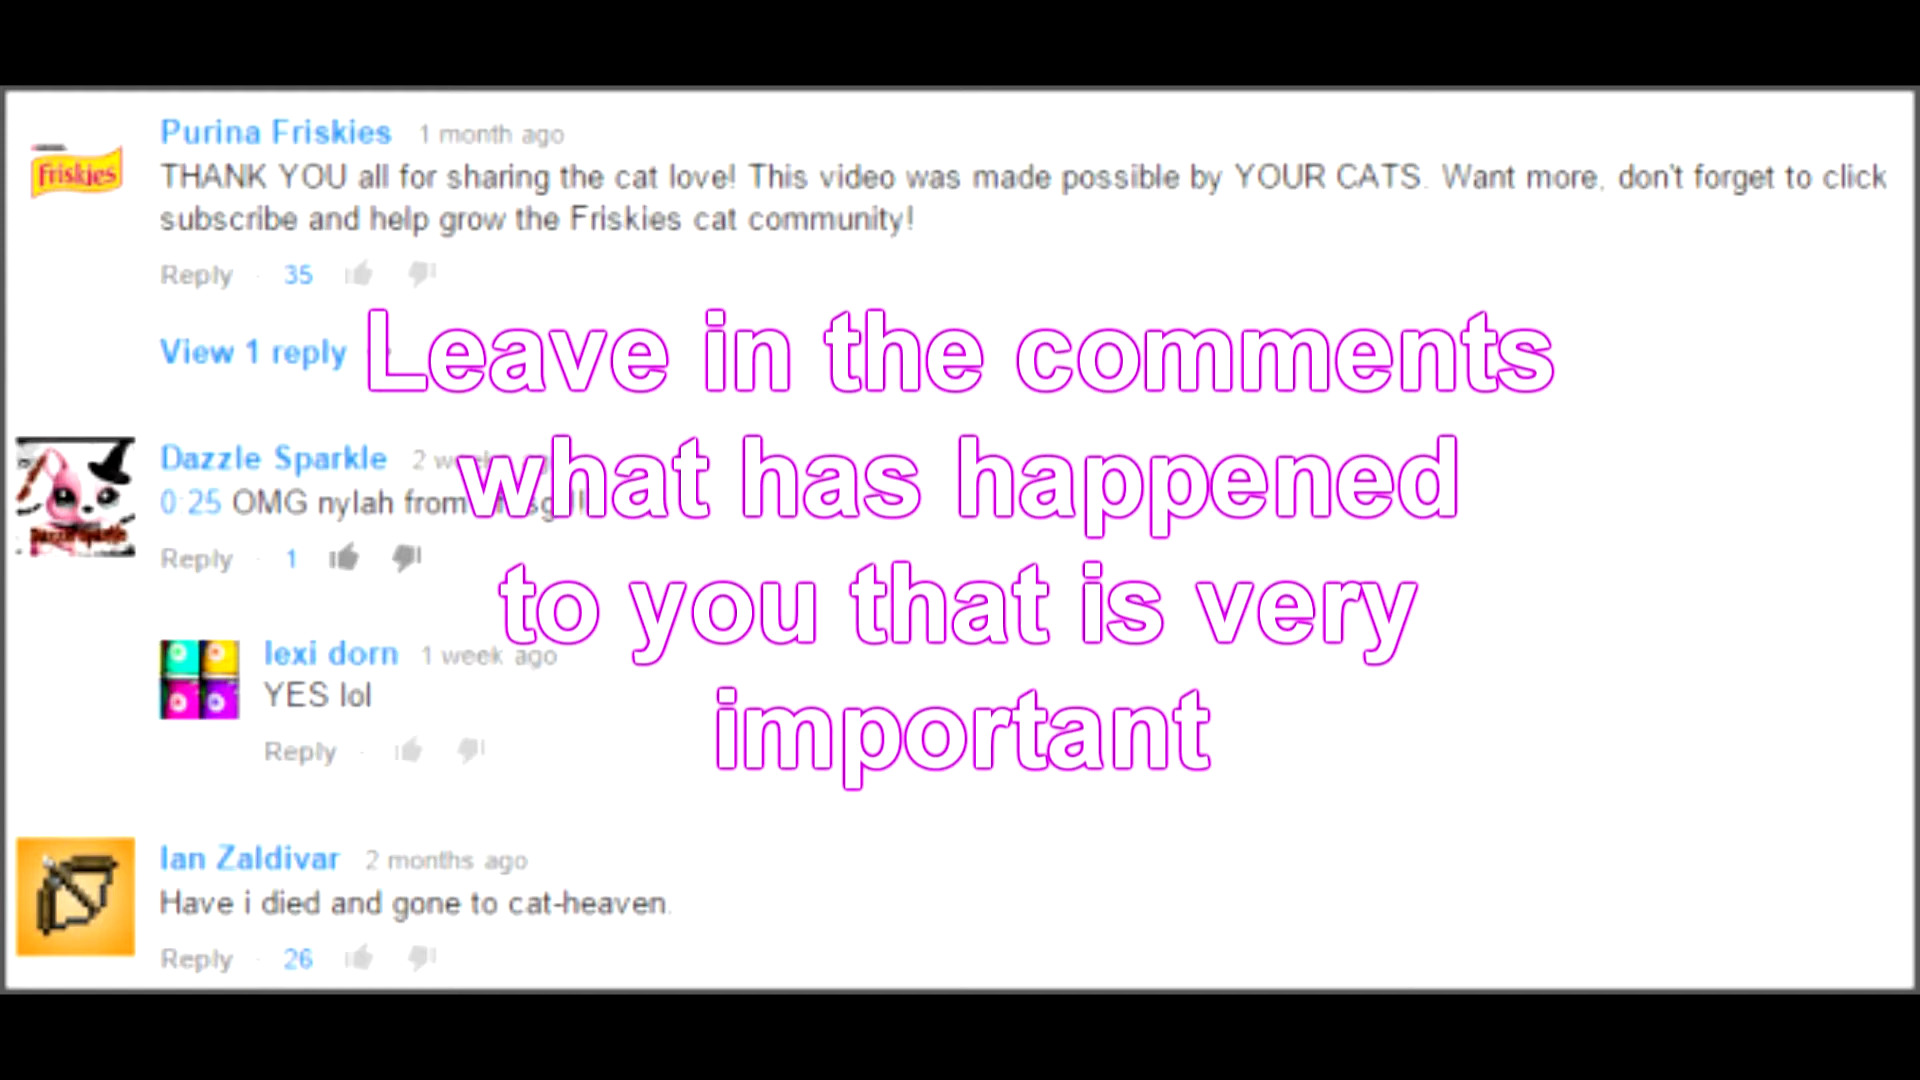 Purina Friskies 1 month ago
Friskies
THANK YOU all for sharing the cat love! This video was made possible by YOUR CATS. Want more, don't forget to click
subscribe and help grow the Friskies cat community!
Reply · 35
View 1 reply
Leave in the comments
what has happened
to you that is very
important
Dazzle Sparkle 2
0:25 OMG nylah from
Reply · 1
lexi dorn 1 week ago
YES lol
Reply ·
Ian Zaldivar 2 months ago
Have i died and gone to cat-heaven.
Reply · 26